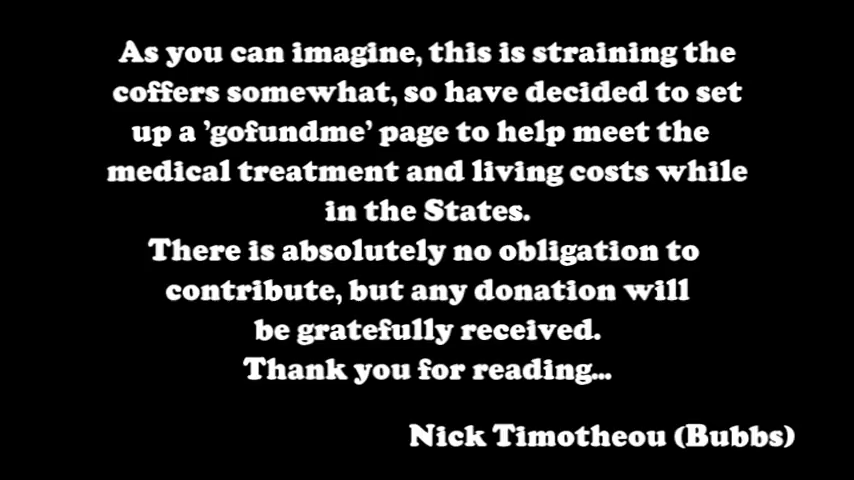 As you can imagine, this is straining the
coffers somewhat, so have decided to set
up a 'gofundme' page to help meet the
medical treatment and living costs while
in the States.
There is absolutely no obligation to
contribute, but any donation will
be gratefully received.
Thank you for reading...
Nick Timotheou (Bubbs)